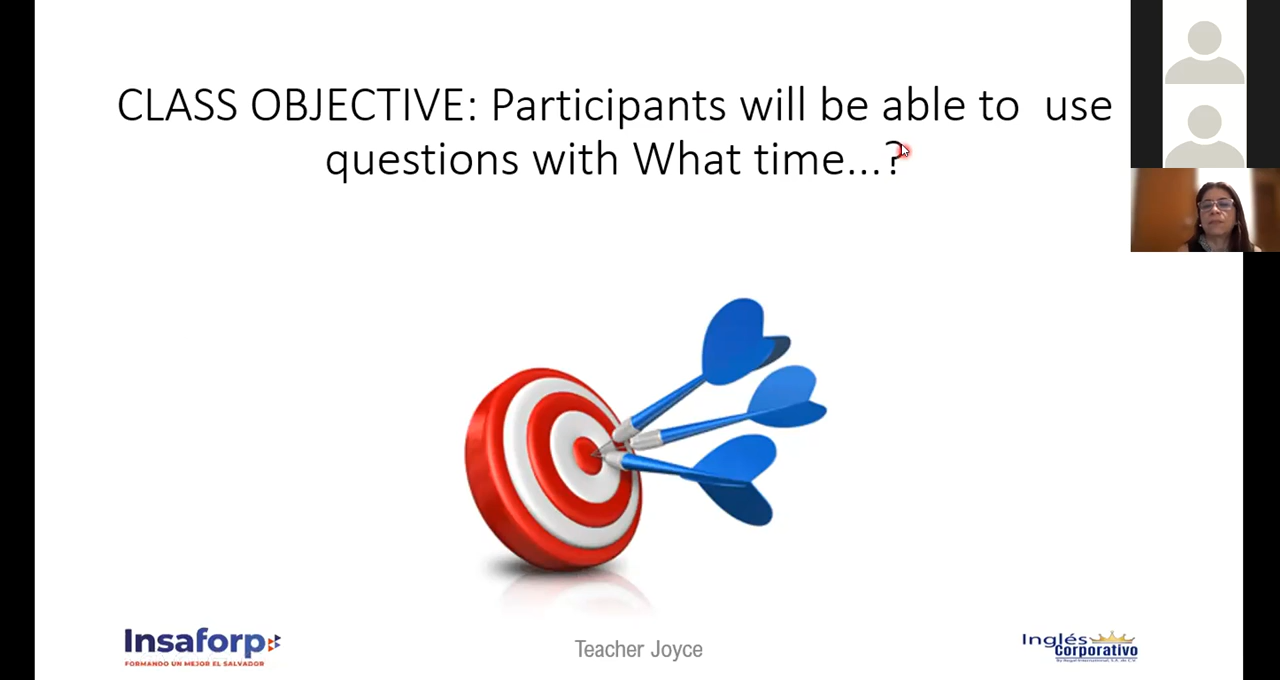 CLASS OBJECTIVE: Participants will be able to use
questions with What time...?
Insaforp
FORMANDO UN MEJOR EL SALVADOR
Teacher Joyce
Inglés
Corporativo